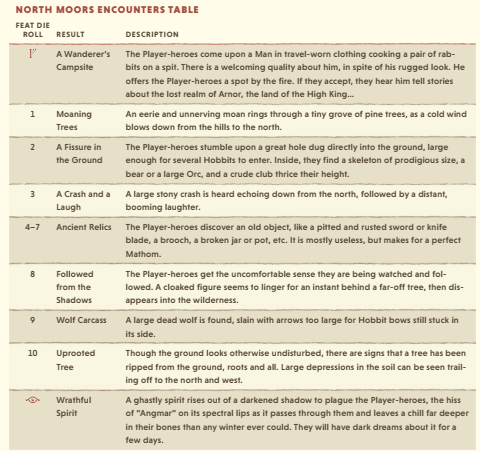 NORTH MOORS ENCOUNTERS TABLE
FEAT DIE
ROLL RESULT DESCRIPTION
A Wanderer's Campsite
The Player-heroes come upon a Man in travel-worn clothing cooking a pair of rab-
bits on a spit. There is a welcoming quality about him, in spite of his rugged look. He
offers the Player-heroes a spot by the fire. If they accept, they hear him tell stories
about the lost realm of Arnor, the land of the High King...
1 Moaning Trees
An eerie and unnerving moan rings through a tiny grove of pine trees, as a cold wind
blows down from the hills to the north.
2 A Fissure in the Ground
The Player-heroes stumble upon a great hole dug directly into the ground, large
enough for several Hobbits to enter. Inside, they find a skeleton of prodigious size, a
bear or a large Orc, and a crude club thrice their height.
3 A Crash and a Laugh
A large stony crash is heard echoing down from the north, followed by a distant,
booming laughter.
4–7 Ancient Relics
The Player-heroes discover an old object, like a pitted and rusted sword or knife
blade, a brooch, a broken jar or pot, etc. It is mostly useless, but makes for a perfect
Mathom.
8 Followed from the Shadows
The Player-heroes get the uncomfortable sense they are being watched and fol-
lowed. A cloaked figure seems to linger for an instant behind a far-off tree, then dis-
appears into the wilderness.
9 Wolf Carcass
A large dead wolf is found, slain with arrows too large for Hobbit bows still stuck in
its side.
10 Uprooted Tree
Though the ground looks otherwise undisturbed, there are signs that a tree has been
ripped from the ground, roots and all. Large depressions in the soil can be seen trail-
ing off to the north and west.
Wrathful Spirit
A ghastly spirit rises out of a darkened shadow to plague the Player-heroes, the hiss
of "Angmar" on its spectral lips as it passes through them and leaves a chill far deeper
in their bones than any winter ever could. They will have dark dreams about it for a
few days.